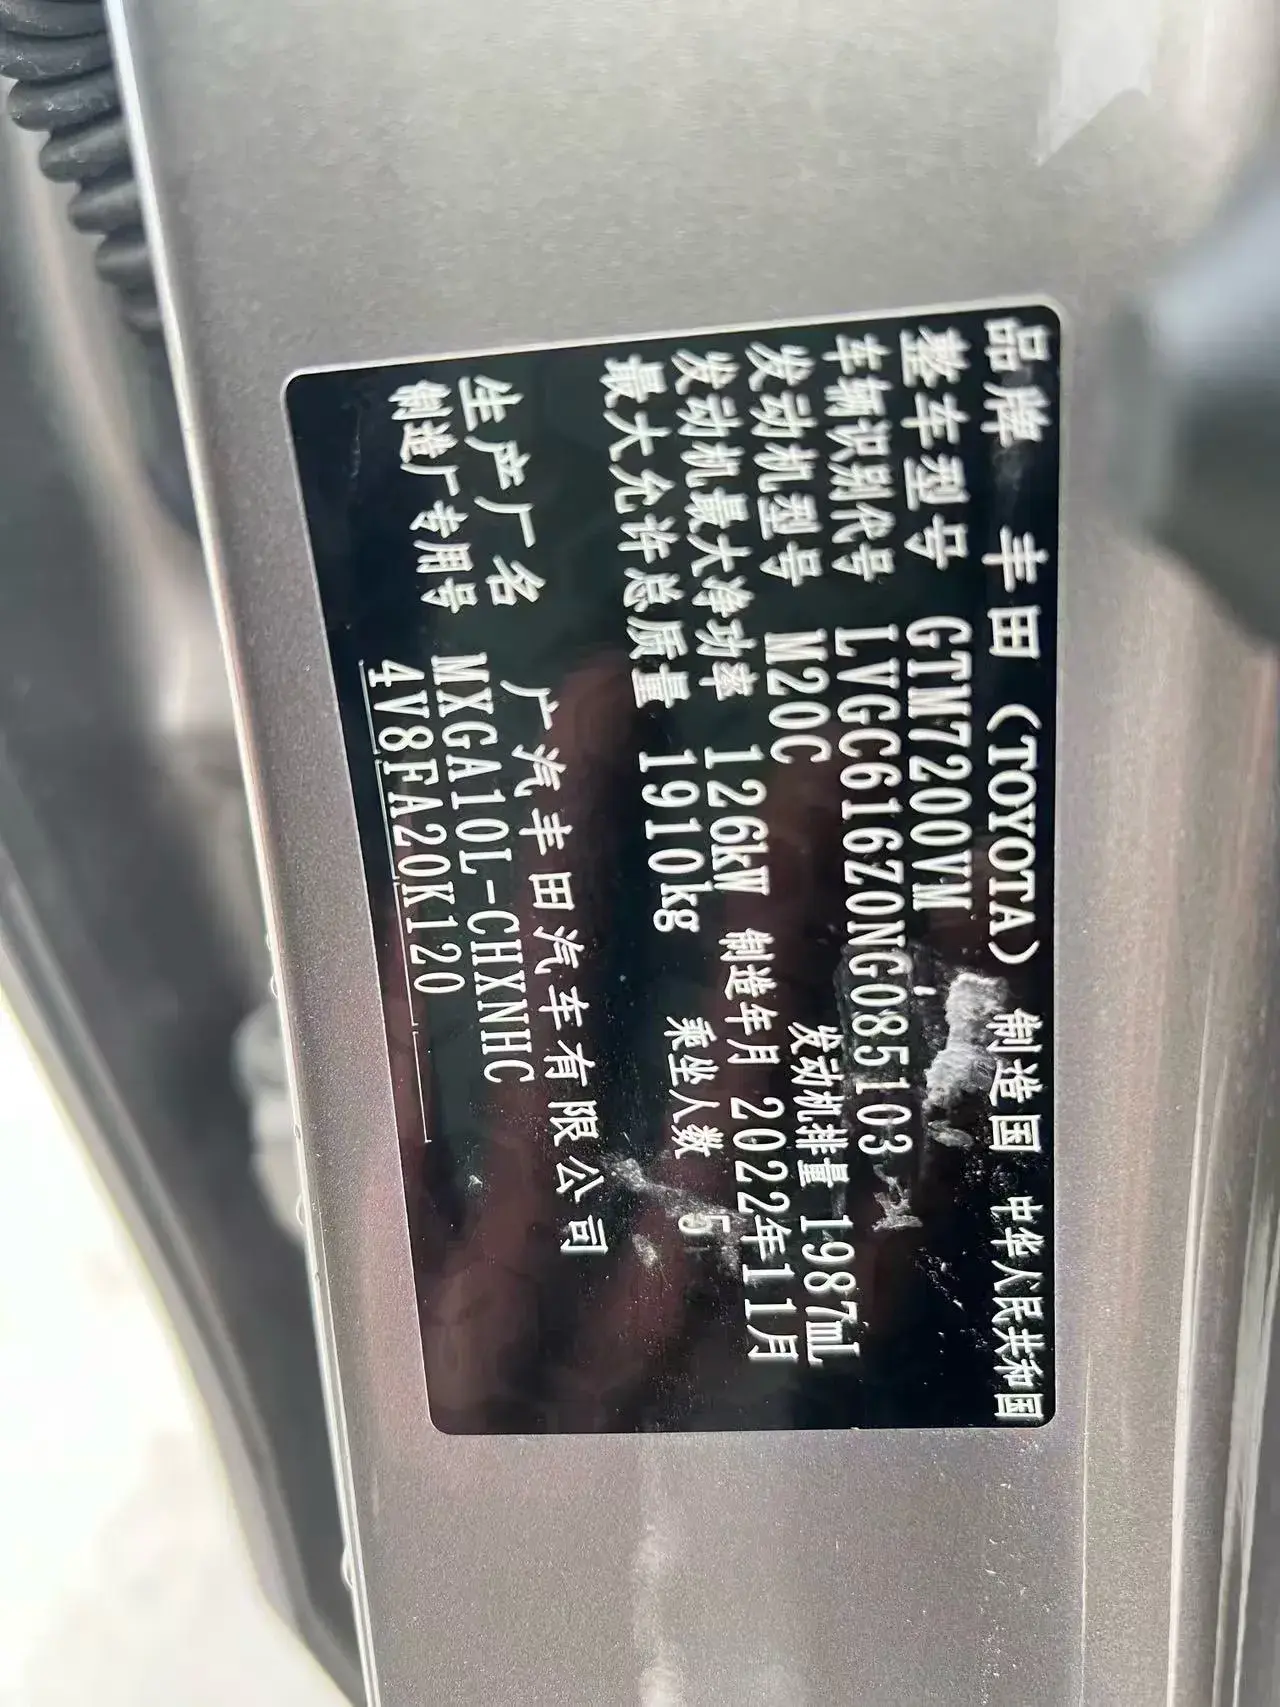 品牌 丰田(TOYOTA) 制造国 中华人民共和国
整车型号 GTM7200VM
车辆识别代号 LVGC616Z0NG085103
发动机型号 M20C 发动机排量 1987mL
发动机最大净功率 126kW 制造年月 2022年11月
最大允许总质量 1910kg 乘坐人数 5
生产厂名 广汽丰田汽车有限公司
制造厂专用号 MXGA10L-CHXNHC
4V8FA20K120